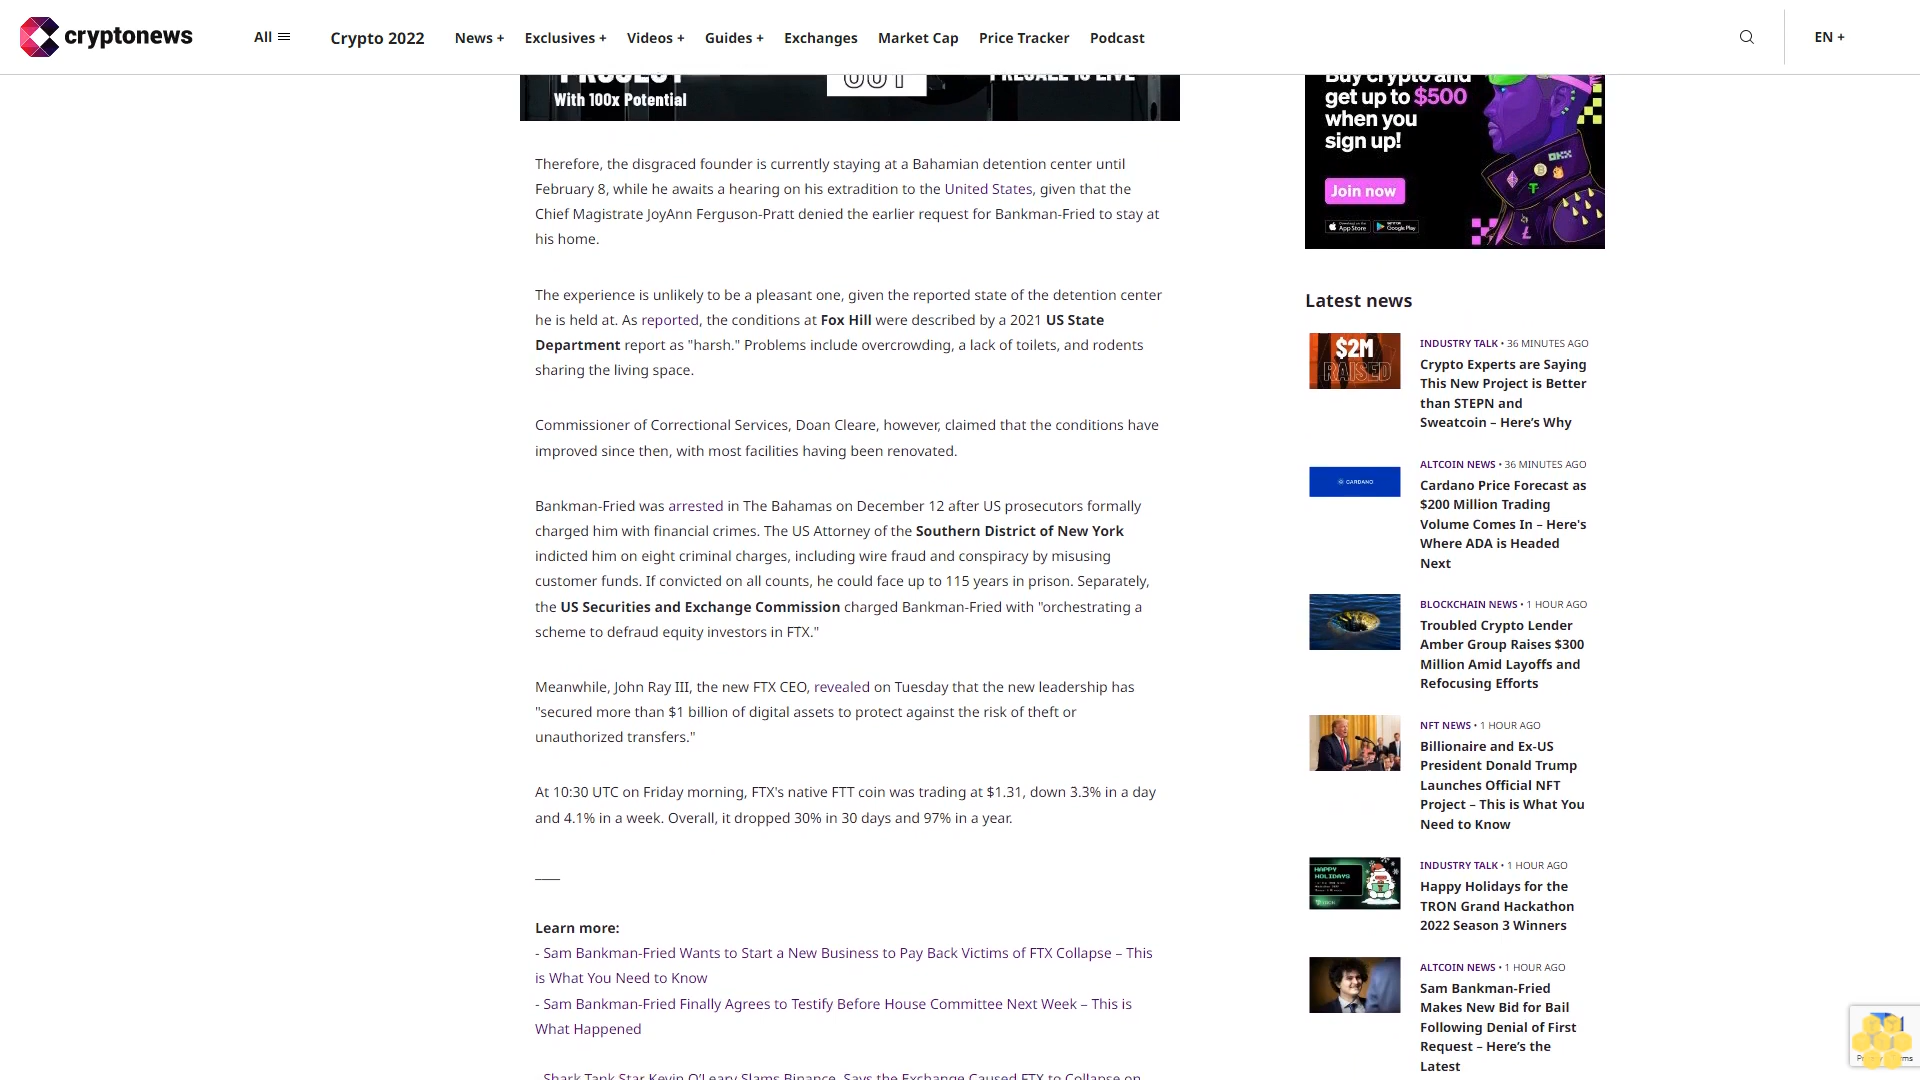 cryptonews
All
Crypto 2022
News +
Exclusives +
Videos +
Guides +
Exchanges
Market Cap
Price Tracker
Podcast
EN +
With 100x Potential
PRESALE IS LIVE
Therefore, the disgraced founder is currently staying at a Bahamian detention center until
February 8, while he awaits a hearing on his extradition to the United States, given that the
Chief Magistrate JoyAnn Ferguson-Pratt denied the earlier request for Bankman-Fried to stay at
his home.
The experience is unlikely to be a pleasant one, given the reported state of the detention center
he is held at. As reported, the conditions at Fox Hill were described by a 2021 US State
Department report as "harsh." Problems include overcrowding, a lack of toilets, and rodents
sharing the living space.
Commissioner of Correctional Services, Doan Cleare, however, claimed that the conditions have
improved since then, with most facilities having been renovated.
Bankman-Fried was arrested in The Bahamas on December 12 after US prosecutors formally
charged him with financial crimes. The US Attorney of the Southern District of New York
indicted him on eight criminal charges, including wire fraud and conspiracy by misusing
customer funds. If convicted on all counts, he could face up to 115 years in prison. Separately,
the US Securities and Exchange Commission charged Bankman-Fried with "orchestrating a
scheme to defraud equity investors in FTX."
Meanwhile, John Ray III, the new FTX CEO, revealed on Tuesday that the new leadership has
"secured more than $1 billion of digital assets to protect against the risk of theft or
unauthorized transfers."
At 10:30 UTC on Friday morning, FTX's native FTT coin was trading at $1.31, down 3.3% in a day
and 4.1% in a week. Overall, it dropped 30% in 30 days and 97% in a year.
____
Learn more:
- Sam Bankman-Fried Wants to Start a New Business to Pay Back Victims of FTX Collapse – This
is What You Need to Know
- Sam Bankman-Fried Finally Agrees to Testify Before House Committee Next Week – This is
What Happened
- Shark Tank Star Kevin O'Leary Slams Binance, Says the Exchange Caused FTX to Collapse on
Buy crypto and
get up to $500
when you
sign up!
Join now
App Store
Google Play
OKX
Latest news
$2M
RAISED
INDUSTRY TALK • 36 MINUTES AGO
Crypto Experts are Saying
This New Project is Better
than STEPN and
Sweatcoin – Here's Why
CARDANO
ALTCOIN NEWS • 36 MINUTES AGO
Cardano Price Forecast as
$200 Million Trading
Volume Comes In – Here's
Where ADA is Headed
Next
BLOCKCHAIN NEWS • 1 HOUR AGO
Troubled Crypto Lender
Amber Group Raises $300
Million Amid Layoffs and
Refocusing Efforts
NFT NEWS • 1 HOUR AGO
Billionaire and Ex-US
President Donald Trump
Launches Official NFT
Project – This is What You
Need to Know
HAPPY
HOLIDAYS
INDUSTRY TALK • 1 HOUR AGO
Happy Holidays for the
TRON Grand Hackathon
2022 Season 3 Winners
ALTCOIN NEWS • 1 HOUR AGO
Sam Bankman-Fried
Makes New Bid for Bail
Following Denial of First
Request – Here's the
Latest